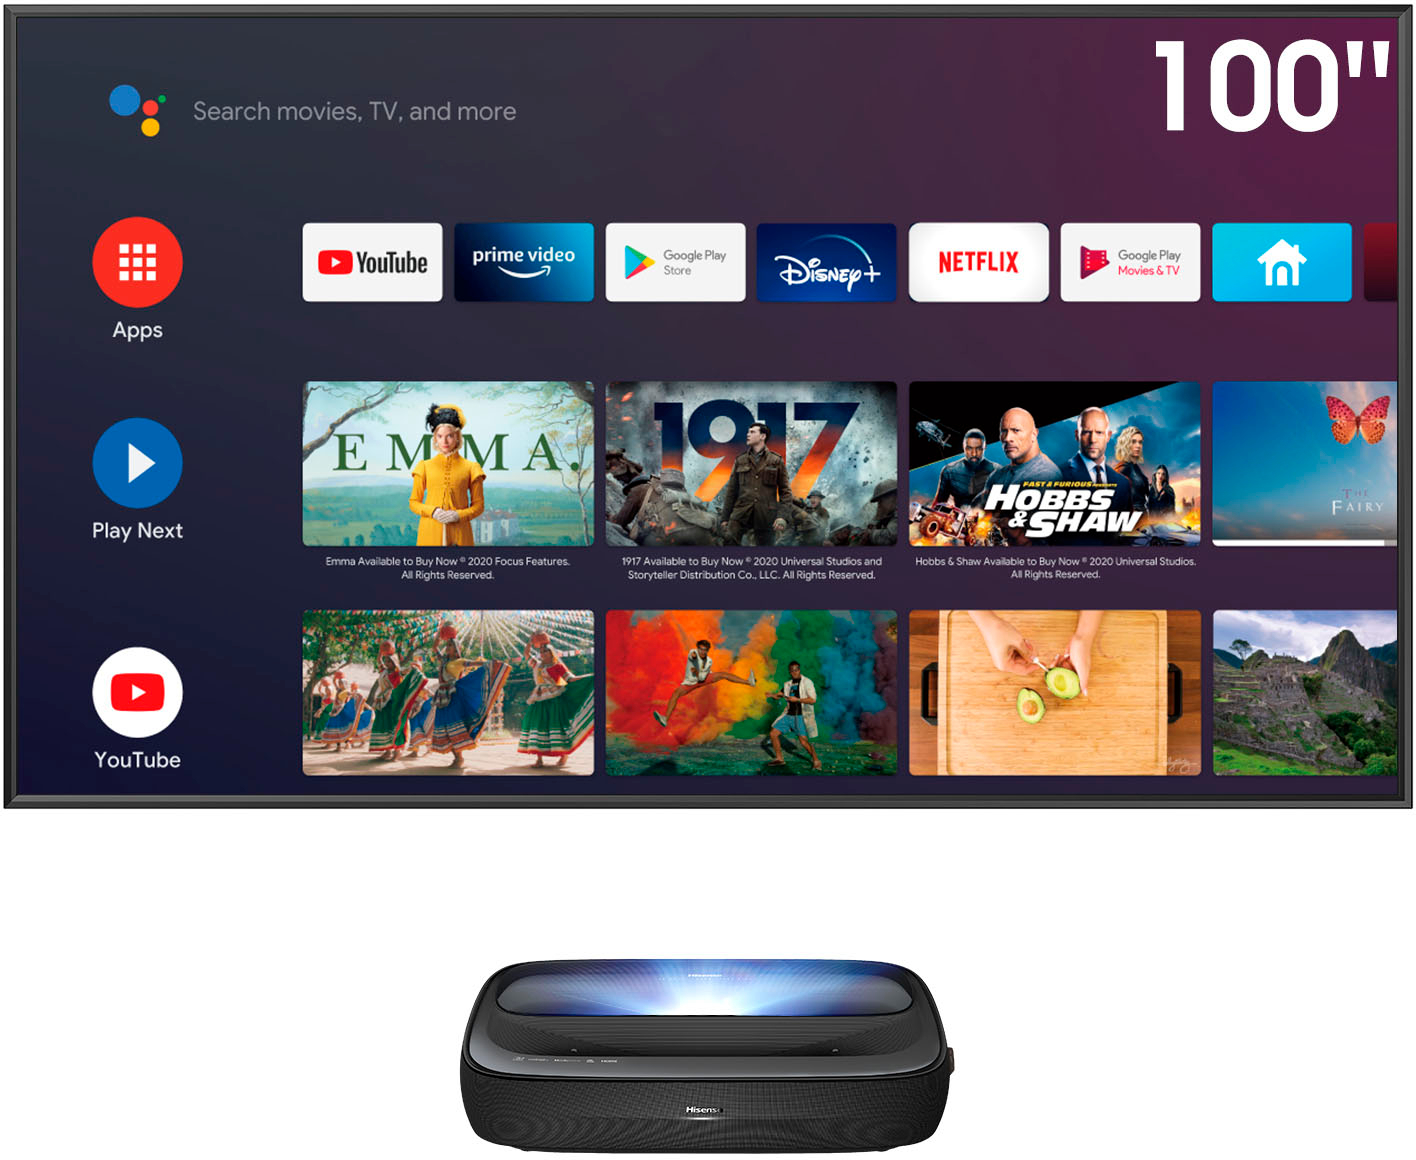 100"
Search movies, TV, and more
Apps
YouTube
prime video
Google Play
Store
Disney+
NETFLIX
Google Play
Movies & TV
Play Next
EMMA.
1917
FAST & FURIOUS
HOBBS
& SHAW
THE
FAIRY
Emma Available to Buy Now © 2020 Focus Features.
All Rights Reserved.
1917 Available to Buy Now © 2020 Universal Studios and
Storyteller Distribution Co., LLC. All Rights Reserved.
Hobbs & Shaw Available to Buy Now © 2020 Universal Studios.
All Rights Reserved.
YouTube
Hisense
HDMI
Hisense